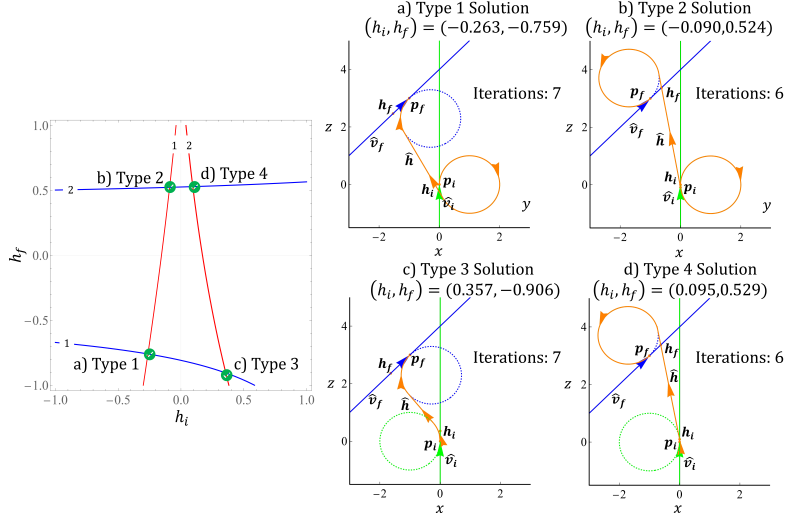 a) Type 1 Solution
(h_i, h_f) = (−0.263, −0.759)
4
2
0
z
h_f
p_f
v̂_f
ĥ
h_i
p_i
v̂_i
Iterations: 7
y
−2
0
2
x
b) Type 2 Solution
(h_i, h_f) = (−0.090,0.524)
4
2
0
z
p_f
h_f
v̂_f
ĥ
h_i
p_i
v̂_i
Iterations: 6
−2
0
2
x
1.0
0.5
0.0
−0.5
−1.0
h_f
1
2
2
1
b) Type 2
d) Type 4
a) Type 1
c) Type 3
−1.0
−0.5
0.0
0.5
1.0
h_i
c) Type 3 Solution
(h_i, h_f) = (0.357, −0.906)
4
2
0
z
h_f
p_f
v̂_f
ĥ
h_i
p_i
v̂_i
Iterations: 7
−2
0
2
x
d) Type 4 Solution
(h_i, h_f) = (0.095,0.529)
4
2
0
z
p_f
h_f
v̂_f
ĥ
h_i
p_i
v̂_i
Iterations: 6
−2
0
2
x